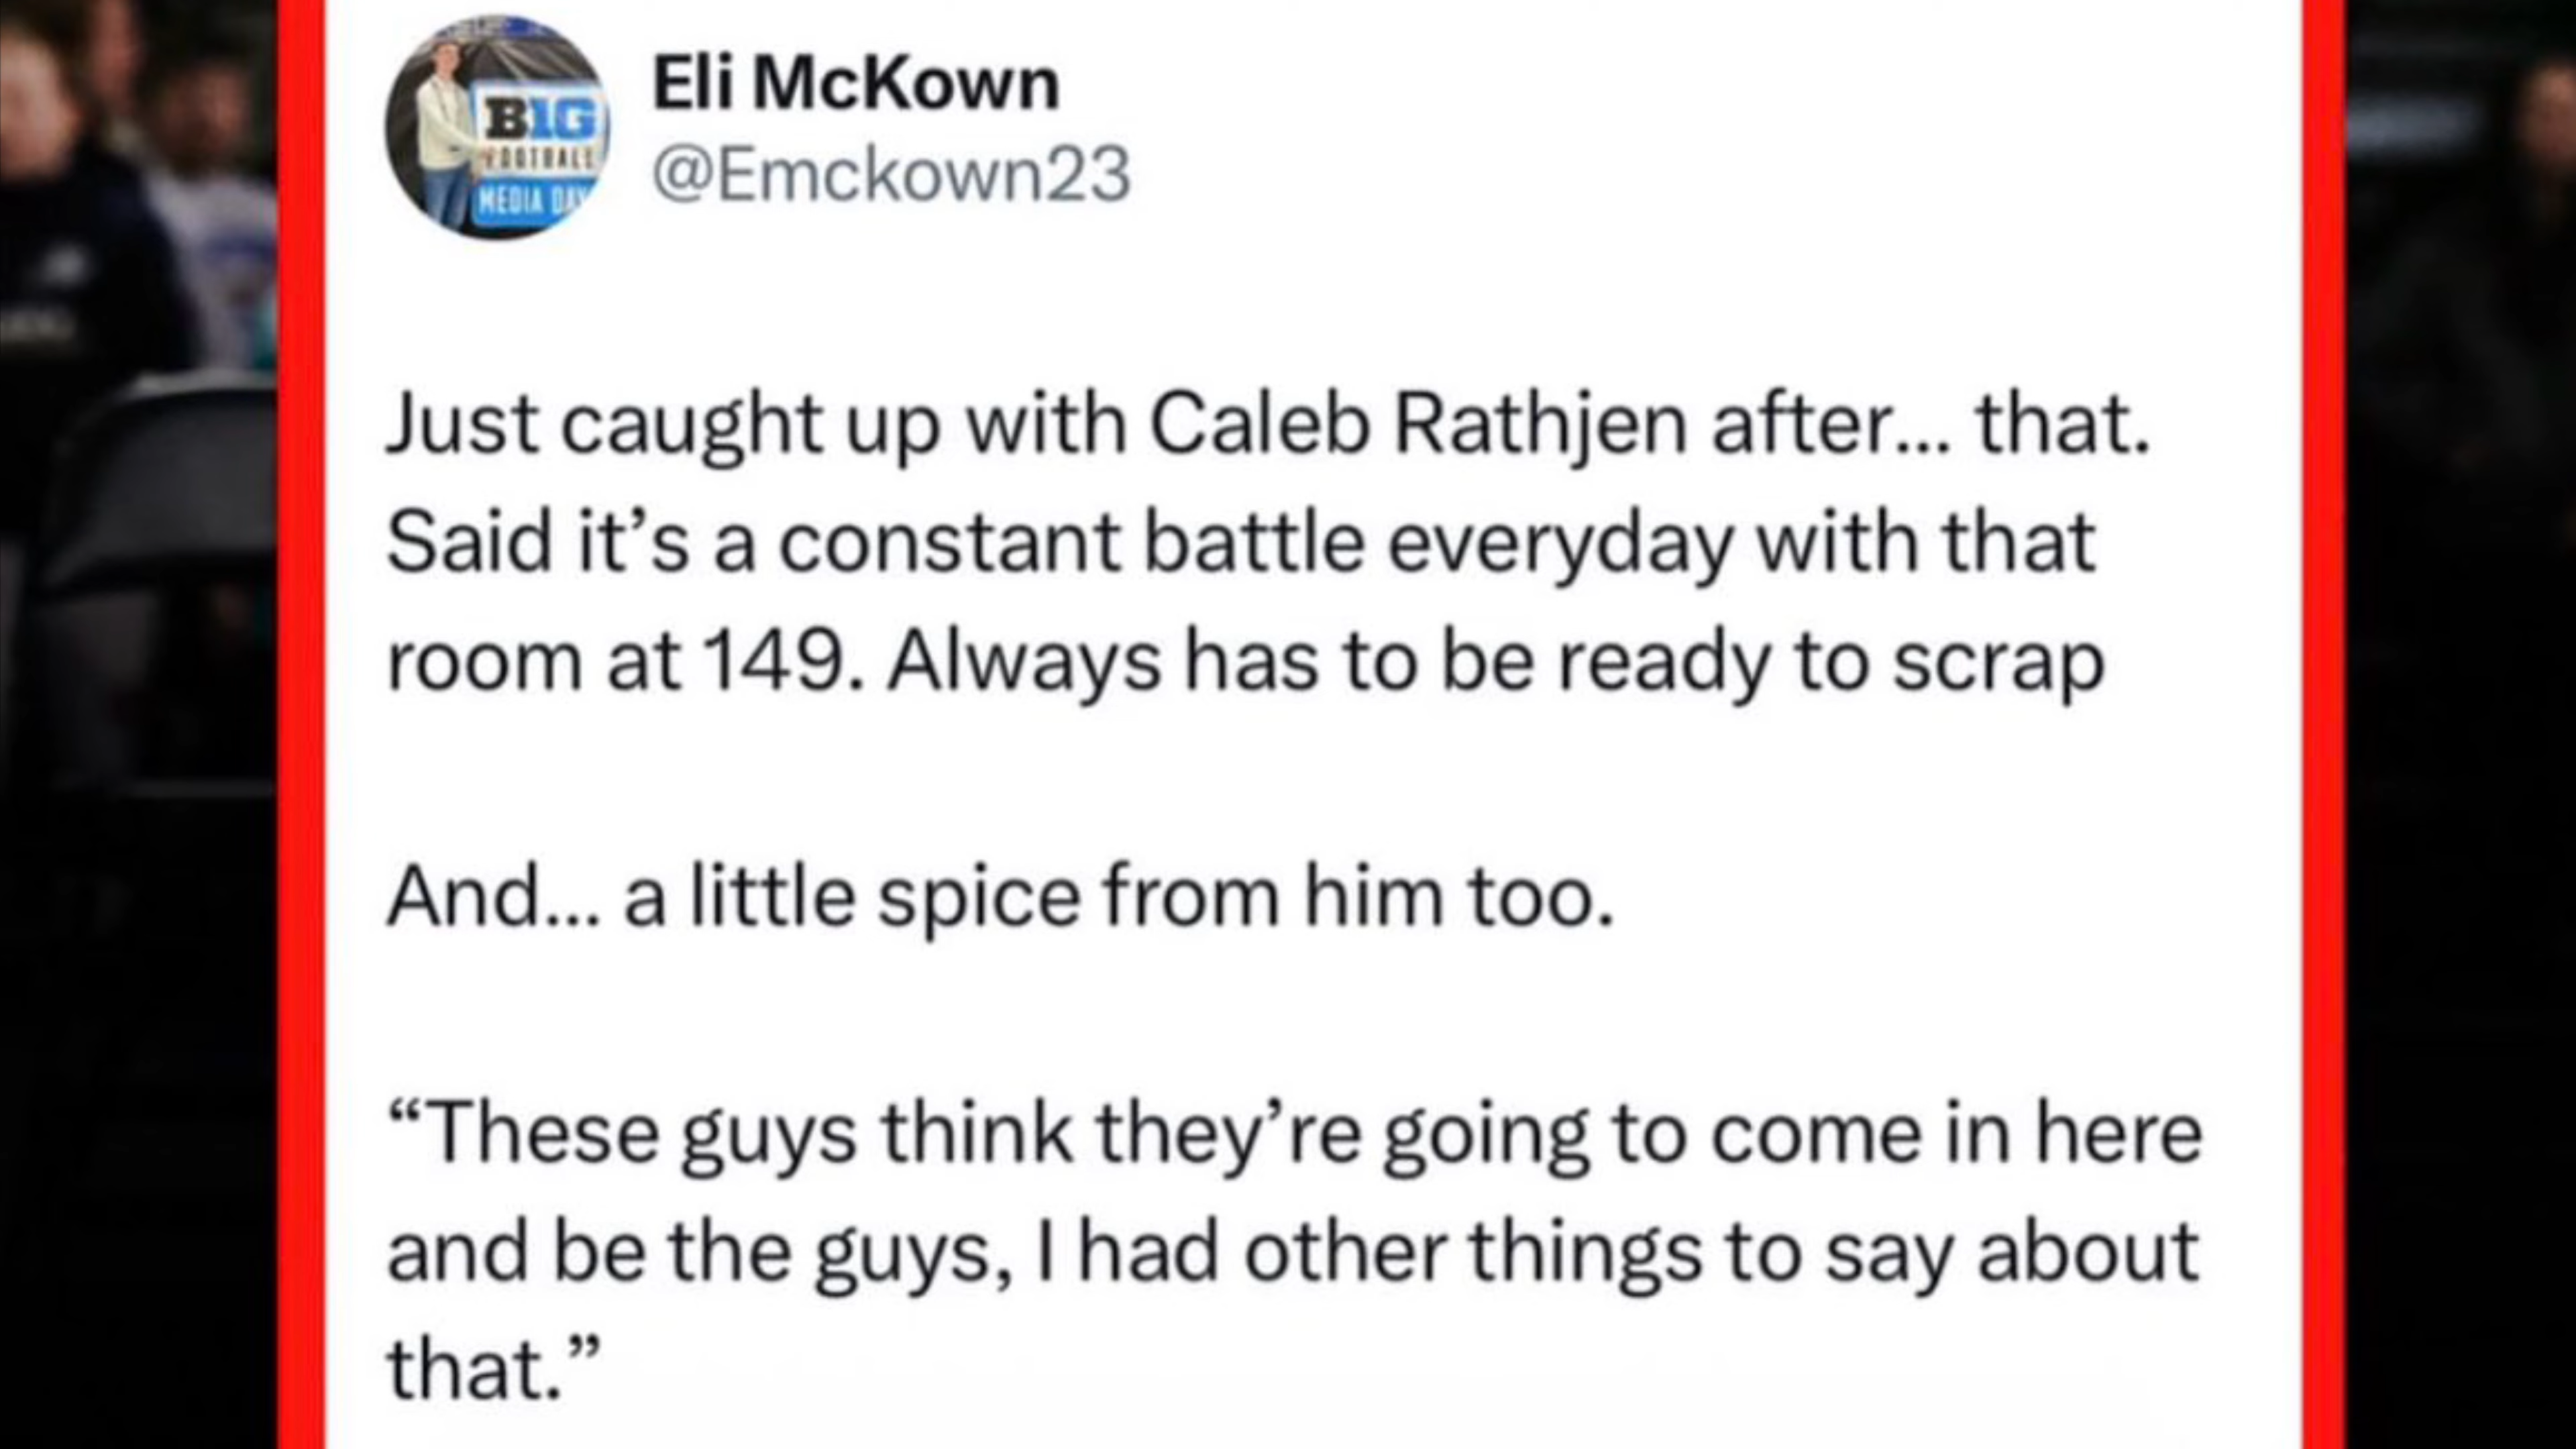 B1G
FOOTBALL
MEDIA DAY
Eli McKown
@Emckown23
Just caught up with Caleb Rathjen after... that.
Said it’s a constant battle everyday with that
room at 149. Always has to be ready to scrap
And... a little spice from him too.
“These guys think they’re going to come in here
and be the guys, I had other things to say about
that.”